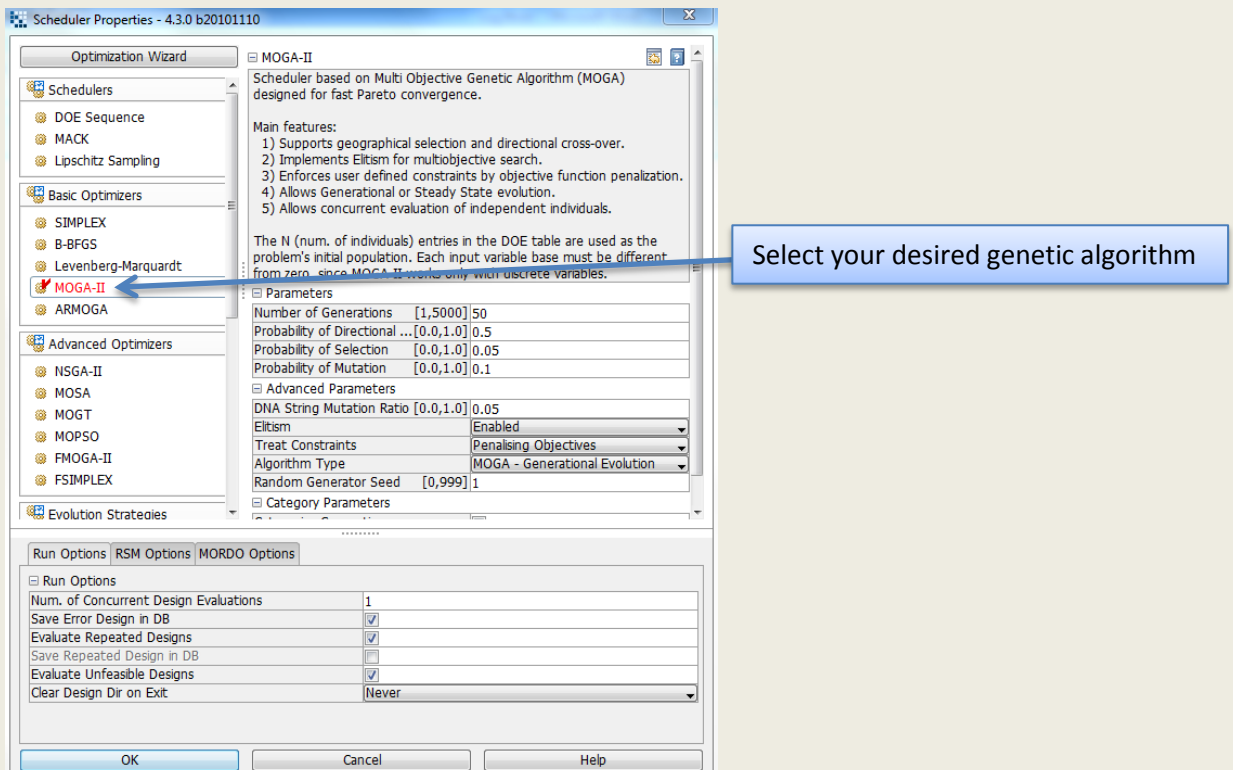 Scheduler Properties - 4.3.0 b20101110
Optimization Wizard
Schedulers
DOE Sequence
MACK
Lipschitz Sampling
Basic Optimizers
SIMPLEX
B-BFGS
Levenberg-Marquardt
MOGA-II
ARMOGA
Advanced Optimizers
NSGA-II
MOSA
MOGT
MOPSO
FMOGA-II
FSIMPLEX
Evolution Strategies
MOGA-II
Scheduler based on Multi Objective Genetic Algorithm (MOGA)
designed for fast Pareto convergence.
Main features:
1) Supports geographical selection and directional cross-over.
2) Implements Elitism for multiobjective search.
3) Enforces user defined constraints by objective function penalization.
4) Allows Generational or Steady State evolution.
5) Allows concurrent evaluation of independent individuals.
The N (num. of individuals) entries in the DOE table are used as the
problem's initial population. Each input variable base must be different
from zero, since MOGA-II works only with discrete variables.
Parameters
Number of Generations [1,5000] 50
Probability of Directional ...[0.0,1.0] 0.5
Probability of Selection [0.0,1.0] 0.05
Probability of Mutation [0.0,1.0] 0.1
Advanced Parameters
DNA String Mutation Ratio [0.0,1.0] 0.05
Elitism Enabled
Treat Constraints Penalising Objectives
Algorithm Type MOGA - Generational Evolution
Random Generator Seed [0,999] 1
Category Parameters
Select your desired genetic algorithm
Run Options RSM Options MORDO Options
Run Options
Num. of Concurrent Design Evaluations 1
Save Error Design in DB
Evaluate Repeated Designs
Save Repeated Design in DB
Evaluate Unfeasible Designs
Clear Design Dir on Exit Never
OK Cancel Help